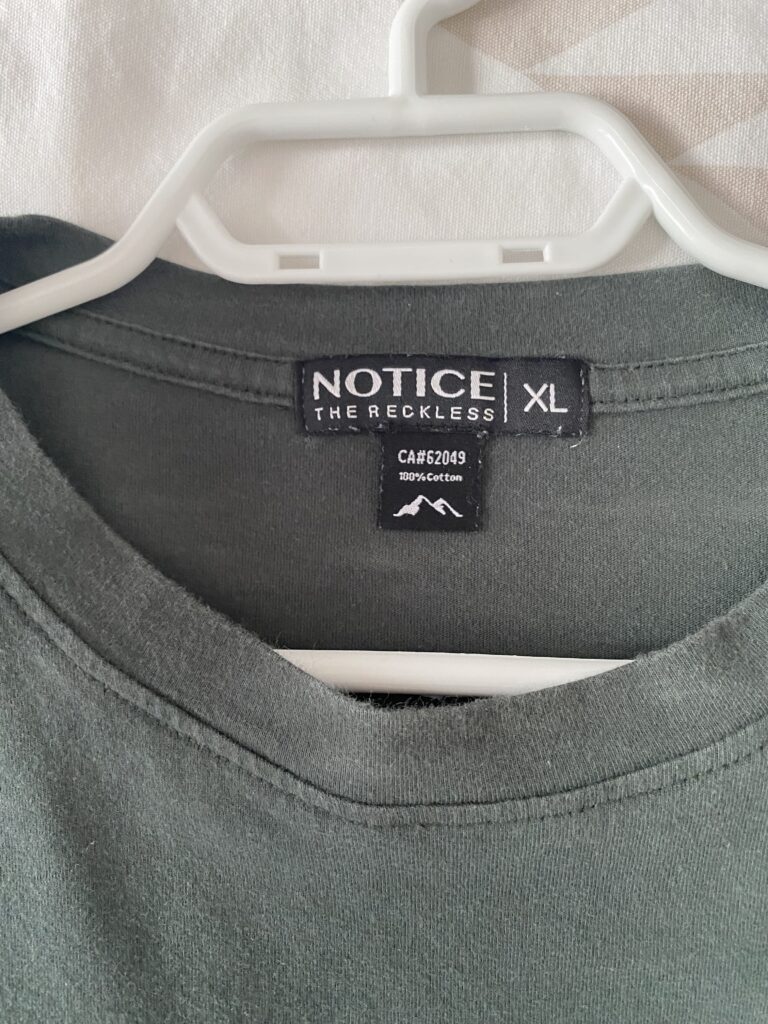 NOTICE
THE RECKLESS
XL
CA#62049
100%Cotton